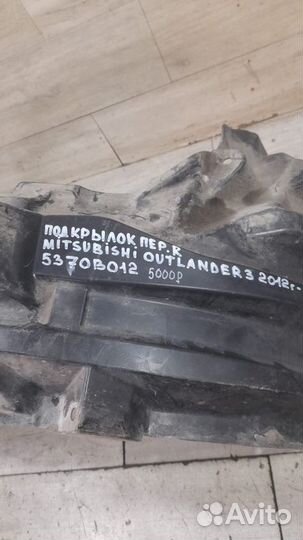 ПОДКРЫЛОК ПЕР. R
MITSUBISHI OUTLANDER 3 2012г-
5370B012 5000р
Avito